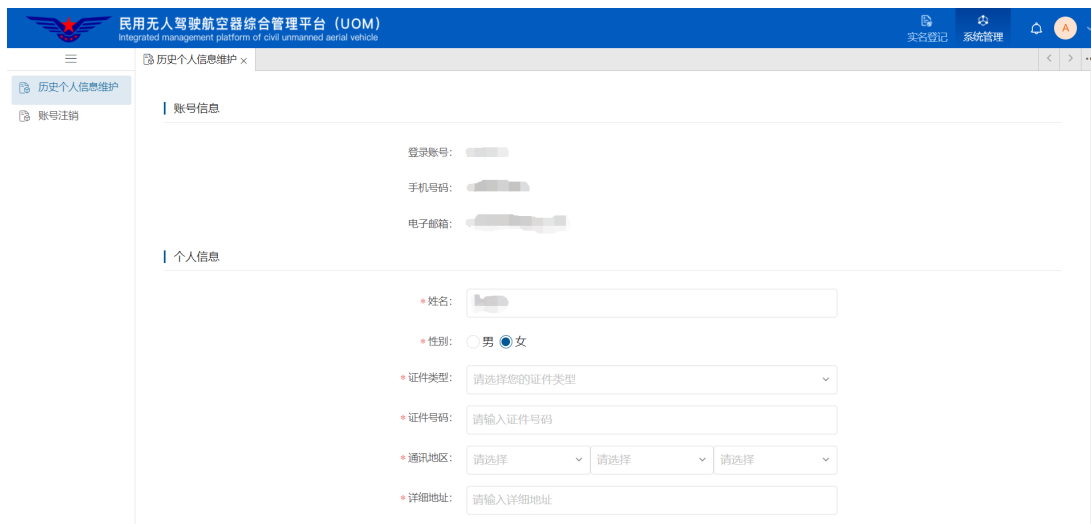 民用无人驾驶航空器综合管理平台（UOM）
Integrated management platform of civil unmanned aerial vehicle
实名登记
系统管理
A
历史个人信息维护 ×
历史个人信息维护
账号注销
账号信息
登录账号：
手机号码：
电子邮箱：
个人信息
*姓名：
*性别： 男 女
*证件类型： 请选择您的证件类型
*证件号码： 请输入证件号码
*通讯地区： 请选择 请选择 请选择
*详细地址： 请输入详细地址